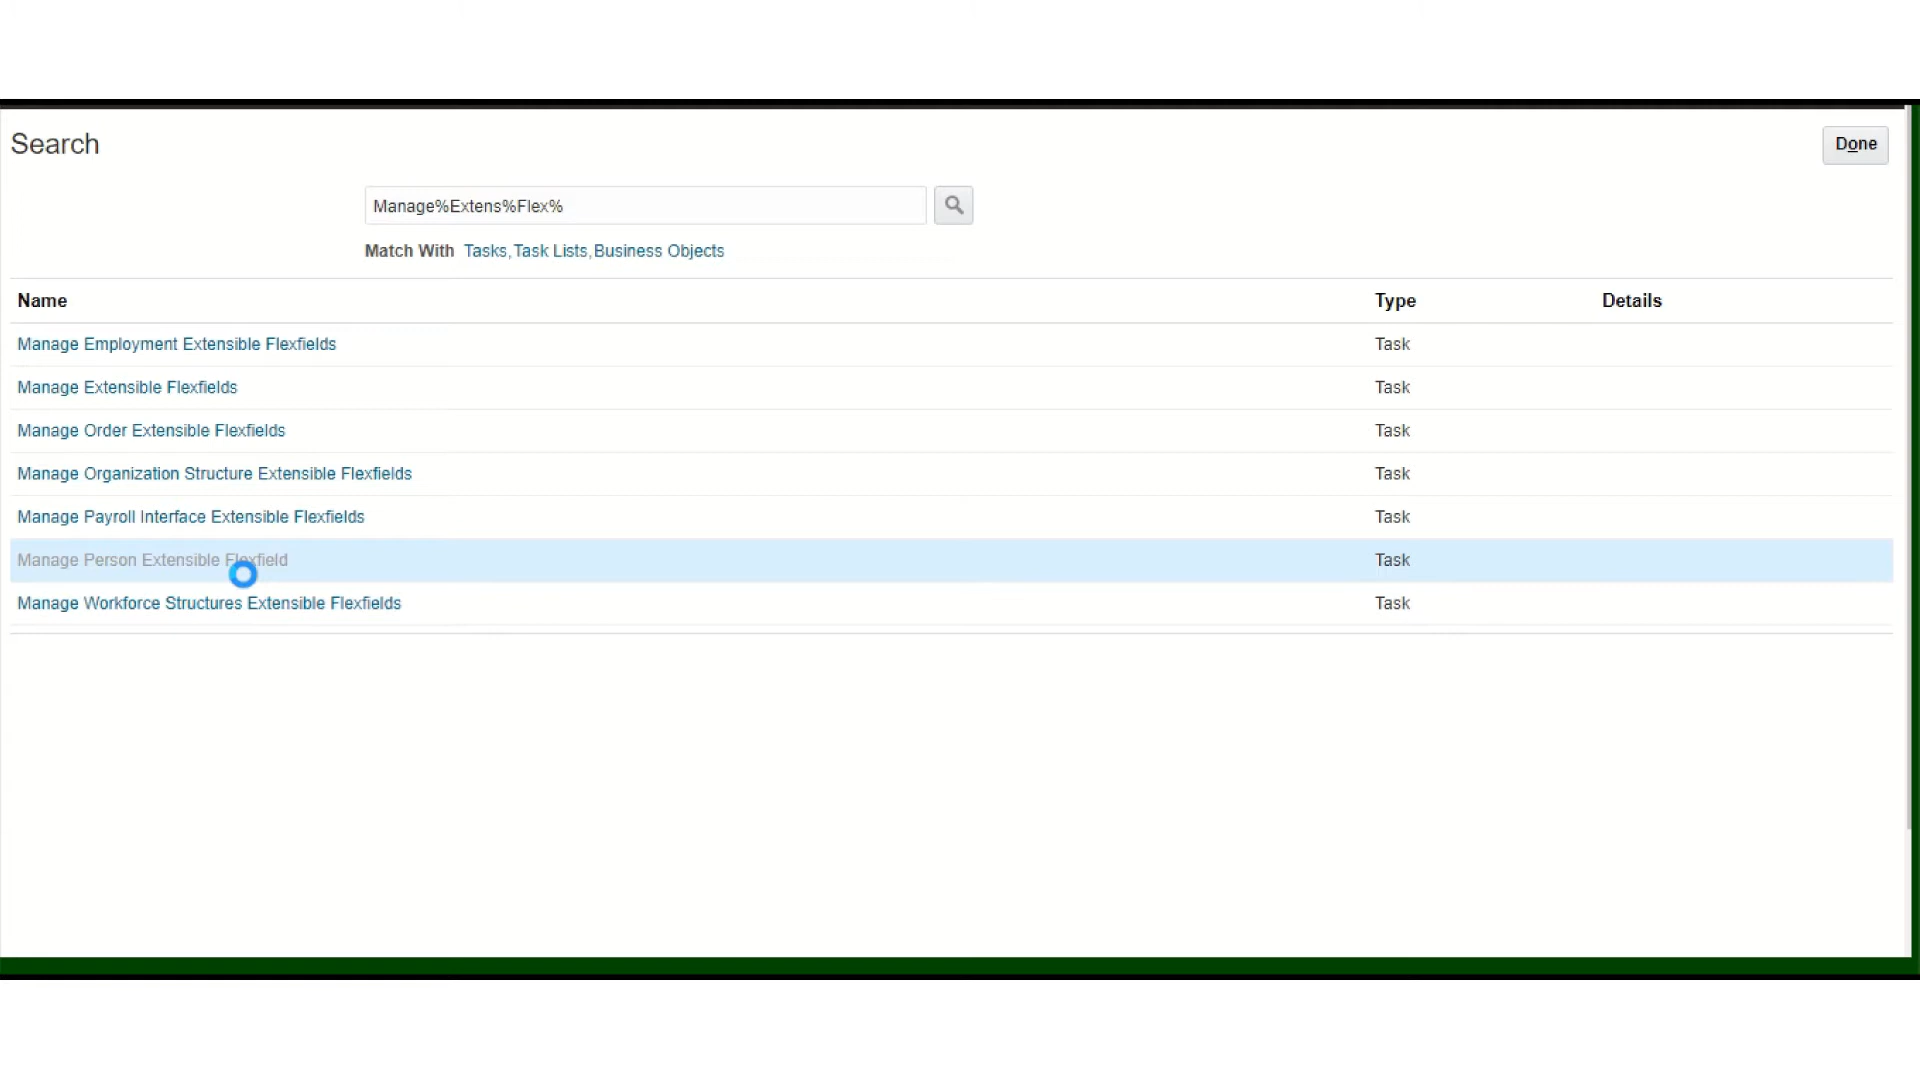 Search
Done
Manage%Extens%Flex%
Match With Tasks, Task Lists, Business Objects
Name Type Details
Manage Employment Extensible Flexfields Task
Manage Extensible Flexfields Task
Manage Order Extensible Flexfields Task
Manage Organization Structure Extensible Flexfields Task
Manage Payroll Interface Extensible Flexfields Task
Manage Person Extensible Flexfield Task
Manage Workforce Structures Extensible Flexfields Task